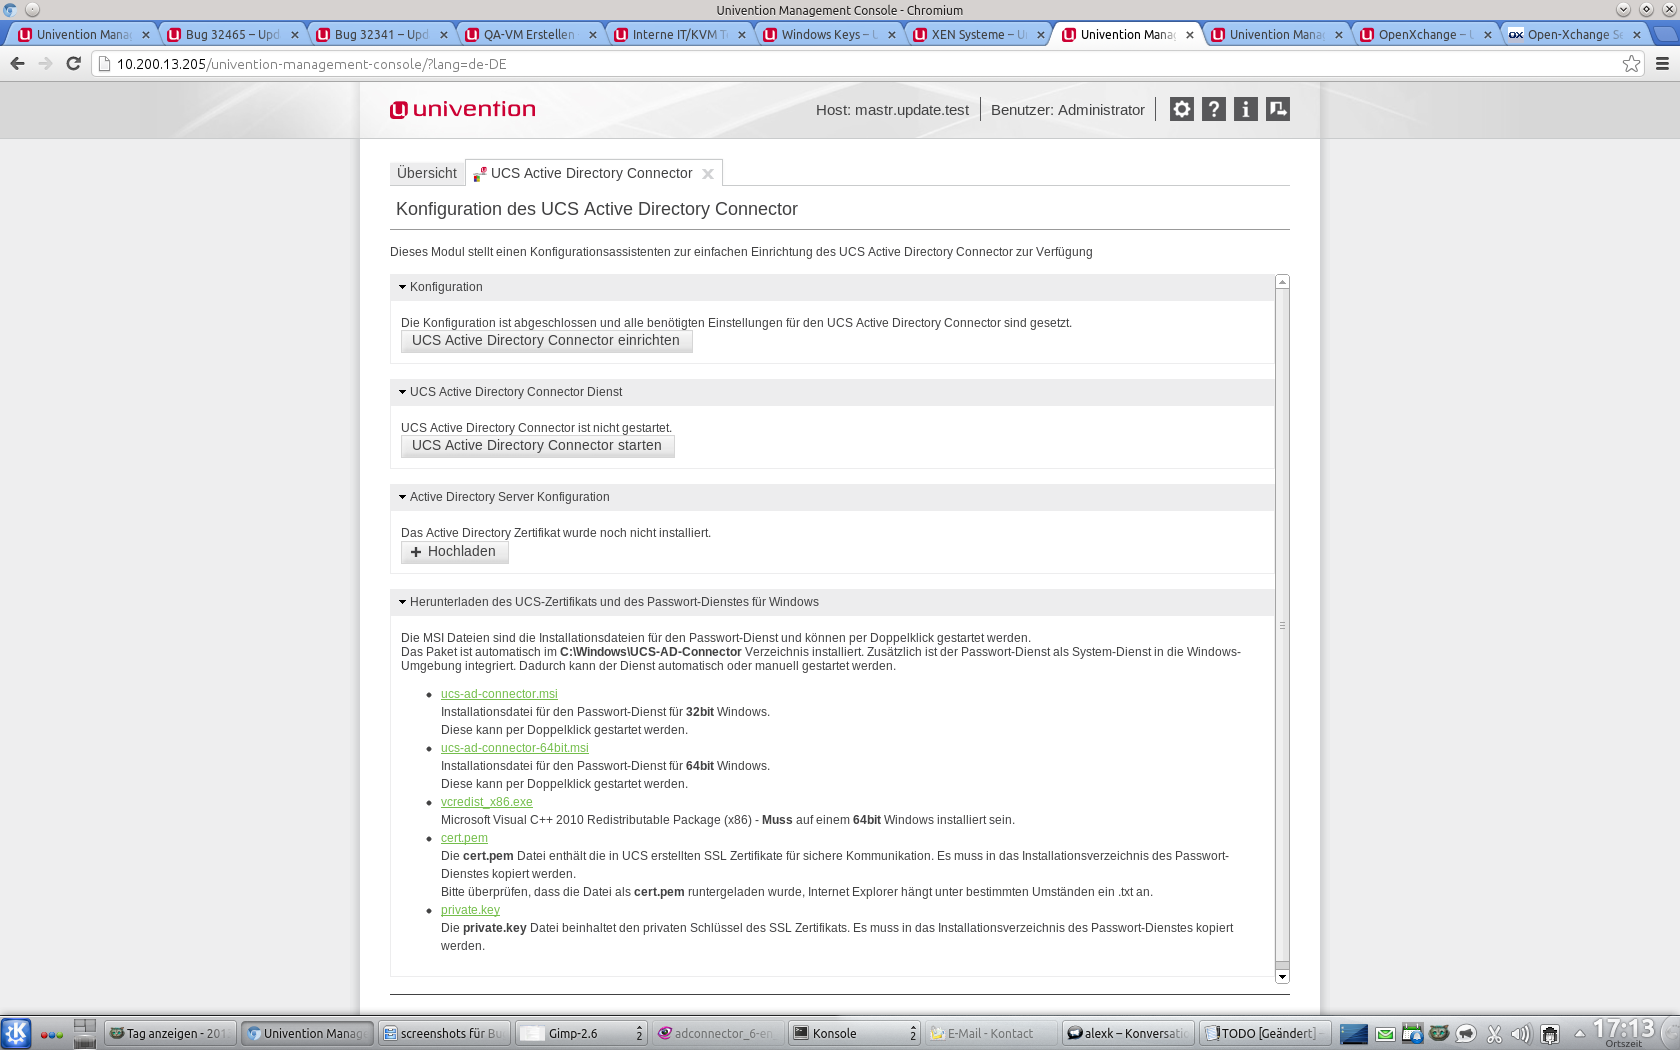 Univention Management Console - Chromium
Univention Manag
Bug 32465 – Upd
Bug 32341 – Upd
QA-VM Erstellen
Interne IT/KVM T
Windows Keys – U
XEN Systeme – U
Univention Manag
Univention Manag
OpenXchange – U
Open-Xchange Se
10.200.13.205/univention-management-console/?lang=de-DE
univention
Host: mastr.update.test
Benutzer: Administrator
Übersicht
UCS Active Directory Connector
Konfiguration des UCS Active Directory Connector
Dieses Modul stellt einen Konfigurationsassistenten zur einfachen Einrichtung des UCS Active Directory Connector zur Verfügung
Konfiguration
Die Konfiguration ist abgeschlossen und alle benötigten Einstellungen für den UCS Active Directory Connector sind gesetzt.
UCS Active Directory Connector einrichten
UCS Active Directory Connector Dienst
UCS Active Directory Connector ist nicht gestartet.
UCS Active Directory Connector starten
Active Directory Server Konfiguration
Das Active Directory Zertifikat wurde noch nicht installiert.
Hochladen
Herunterladen des UCS-Zertifikats und des Passwort-Dienstes für Windows
Die MSI Dateien sind die Installationsdateien für den Passwort-Dienst und können per Doppelklick gestartet werden.
Das Paket ist automatisch im C:\Windows\UCS-AD-Connector Verzeichnis installiert. Zusätzlich ist der Passwort-Dienst als System-Dienst in die Windows-
Umgebung integriert. Dadurch kann der Dienst automatisch oder manuell gestartet werden.
ucs-ad-connector.msi
Installationsdatei für den Passwort-Dienst für 32bit Windows.
Diese kann per Doppelklick gestartet werden.
ucs-ad-connector-64bit.msi
Installationsdatei für den Passwort-Dienst für 64bit Windows.
Diese kann per Doppelklick gestartet werden.
vcredist_x86.exe
Microsoft Visual C++ 2010 Redistributable Package (x86) - Muss auf einem 64bit Windows installiert sein.
cert.pem
Die cert.pem Datei enthält die in UCS erstellten SSL Zertifikate für sichere Kommunikation. Es muss in das Installationsverzeichnis des Passwort-
Dienstes kopiert werden.
Bitte überprüfen, dass die Datei als cert.pem runtergeladen wurde, Internet Explorer hängt unter bestimmten Umständen ein .txt an.
private.key
Die private.key Datei beinhaltet den privaten Schlüssel des SSL Zertifikats. Es muss in das Installationsverzeichnis des Passwort-Dienstes kopiert
werden.
Tag anzeigen - 201
Univention Manag
screenshots für Bu
Gimp-2.6 2
adconnector_6-en
Konsole 2
E-Mail - Kontact
alexk – Konversati
TODO [Geändert] –
17:13
Ortszeit